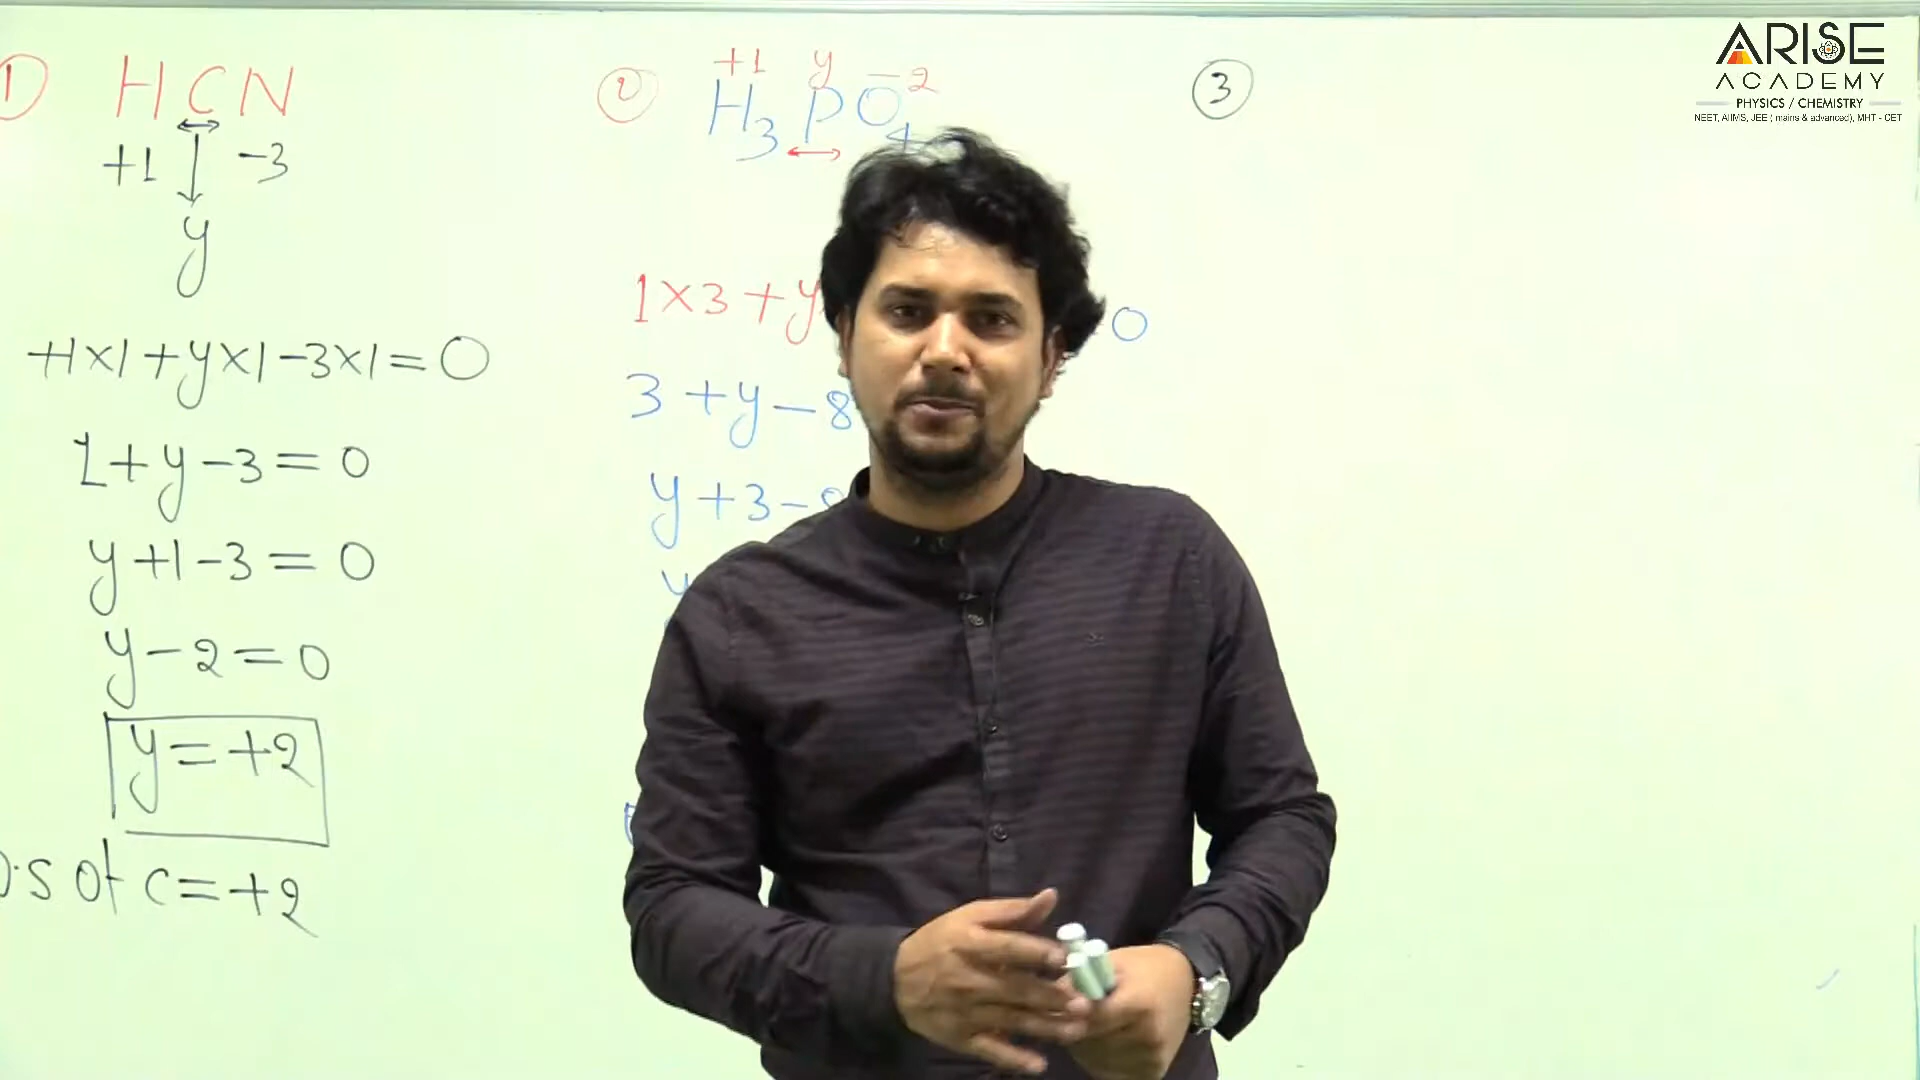 1) HCN
+1 -3
y
+1×1+y×1-3×1=0
1+y-3=0
y+1-3=0
y-2=0
y=+2
O.S of C=+2
2 +1 y -2
H3PO4
1×3+y 0
3+y-8
y+3-8
y
3
ARISE
ACADEMY
PHYSICS / CHEMISTRY
NEET, AIIMS, JEE ( mains & advanced), MHT - CET